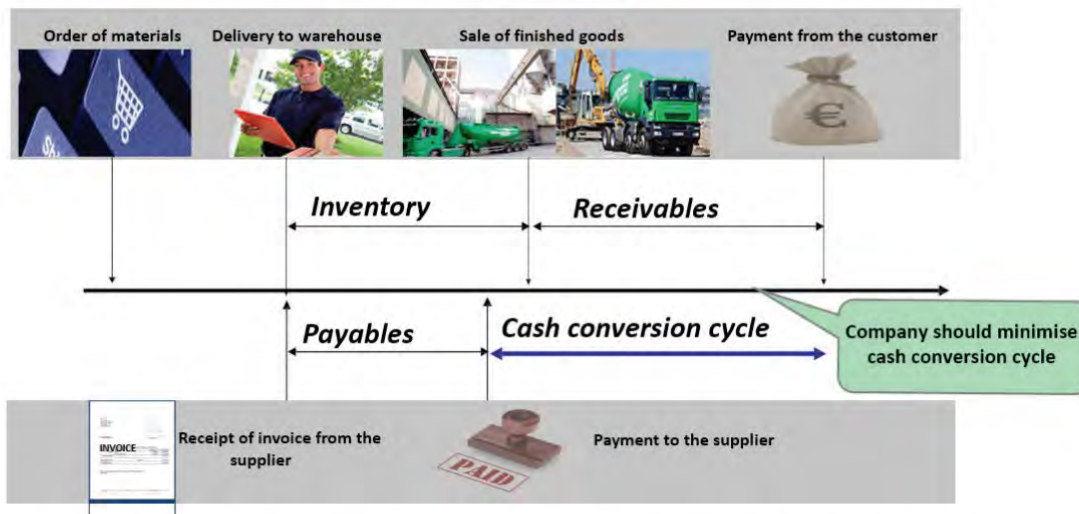 Order of materials
Delivery to warehouse
Sale of finished goods
Payment from the customer
€
Inventory
Receivables
Payables
Cash conversion cycle
Company should minimise
cash conversion cycle
INVOICE
Receipt of invoice from the
supplier
PAID
Payment to the supplier